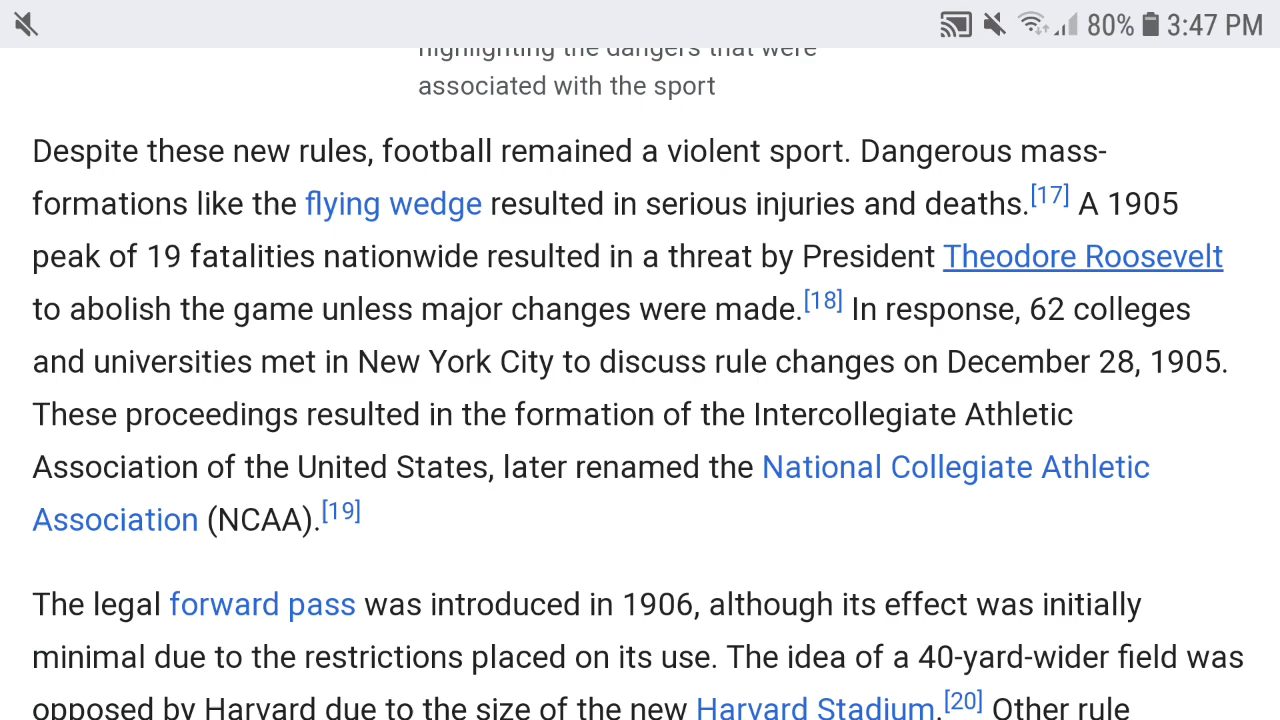 80% 3:47 PM
highlighting the dangers that were
associated with the sport
Despite these new rules, football remained a violent sport. Dangerous mass-
formations like the flying wedge resulted in serious injuries and deaths.[17] A 1905
peak of 19 fatalities nationwide resulted in a threat by President Theodore Roosevelt
to abolish the game unless major changes were made.[18] In response, 62 colleges
and universities met in New York City to discuss rule changes on December 28, 1905.
These proceedings resulted in the formation of the Intercollegiate Athletic
Association of the United States, later renamed the National Collegiate Athletic
Association (NCAA).[19]
The legal forward pass was introduced in 1906, although its effect was initially
minimal due to the restrictions placed on its use. The idea of a 40-yard-wider field was
opposed by Harvard due to the size of the new Harvard Stadium.[20] Other rule